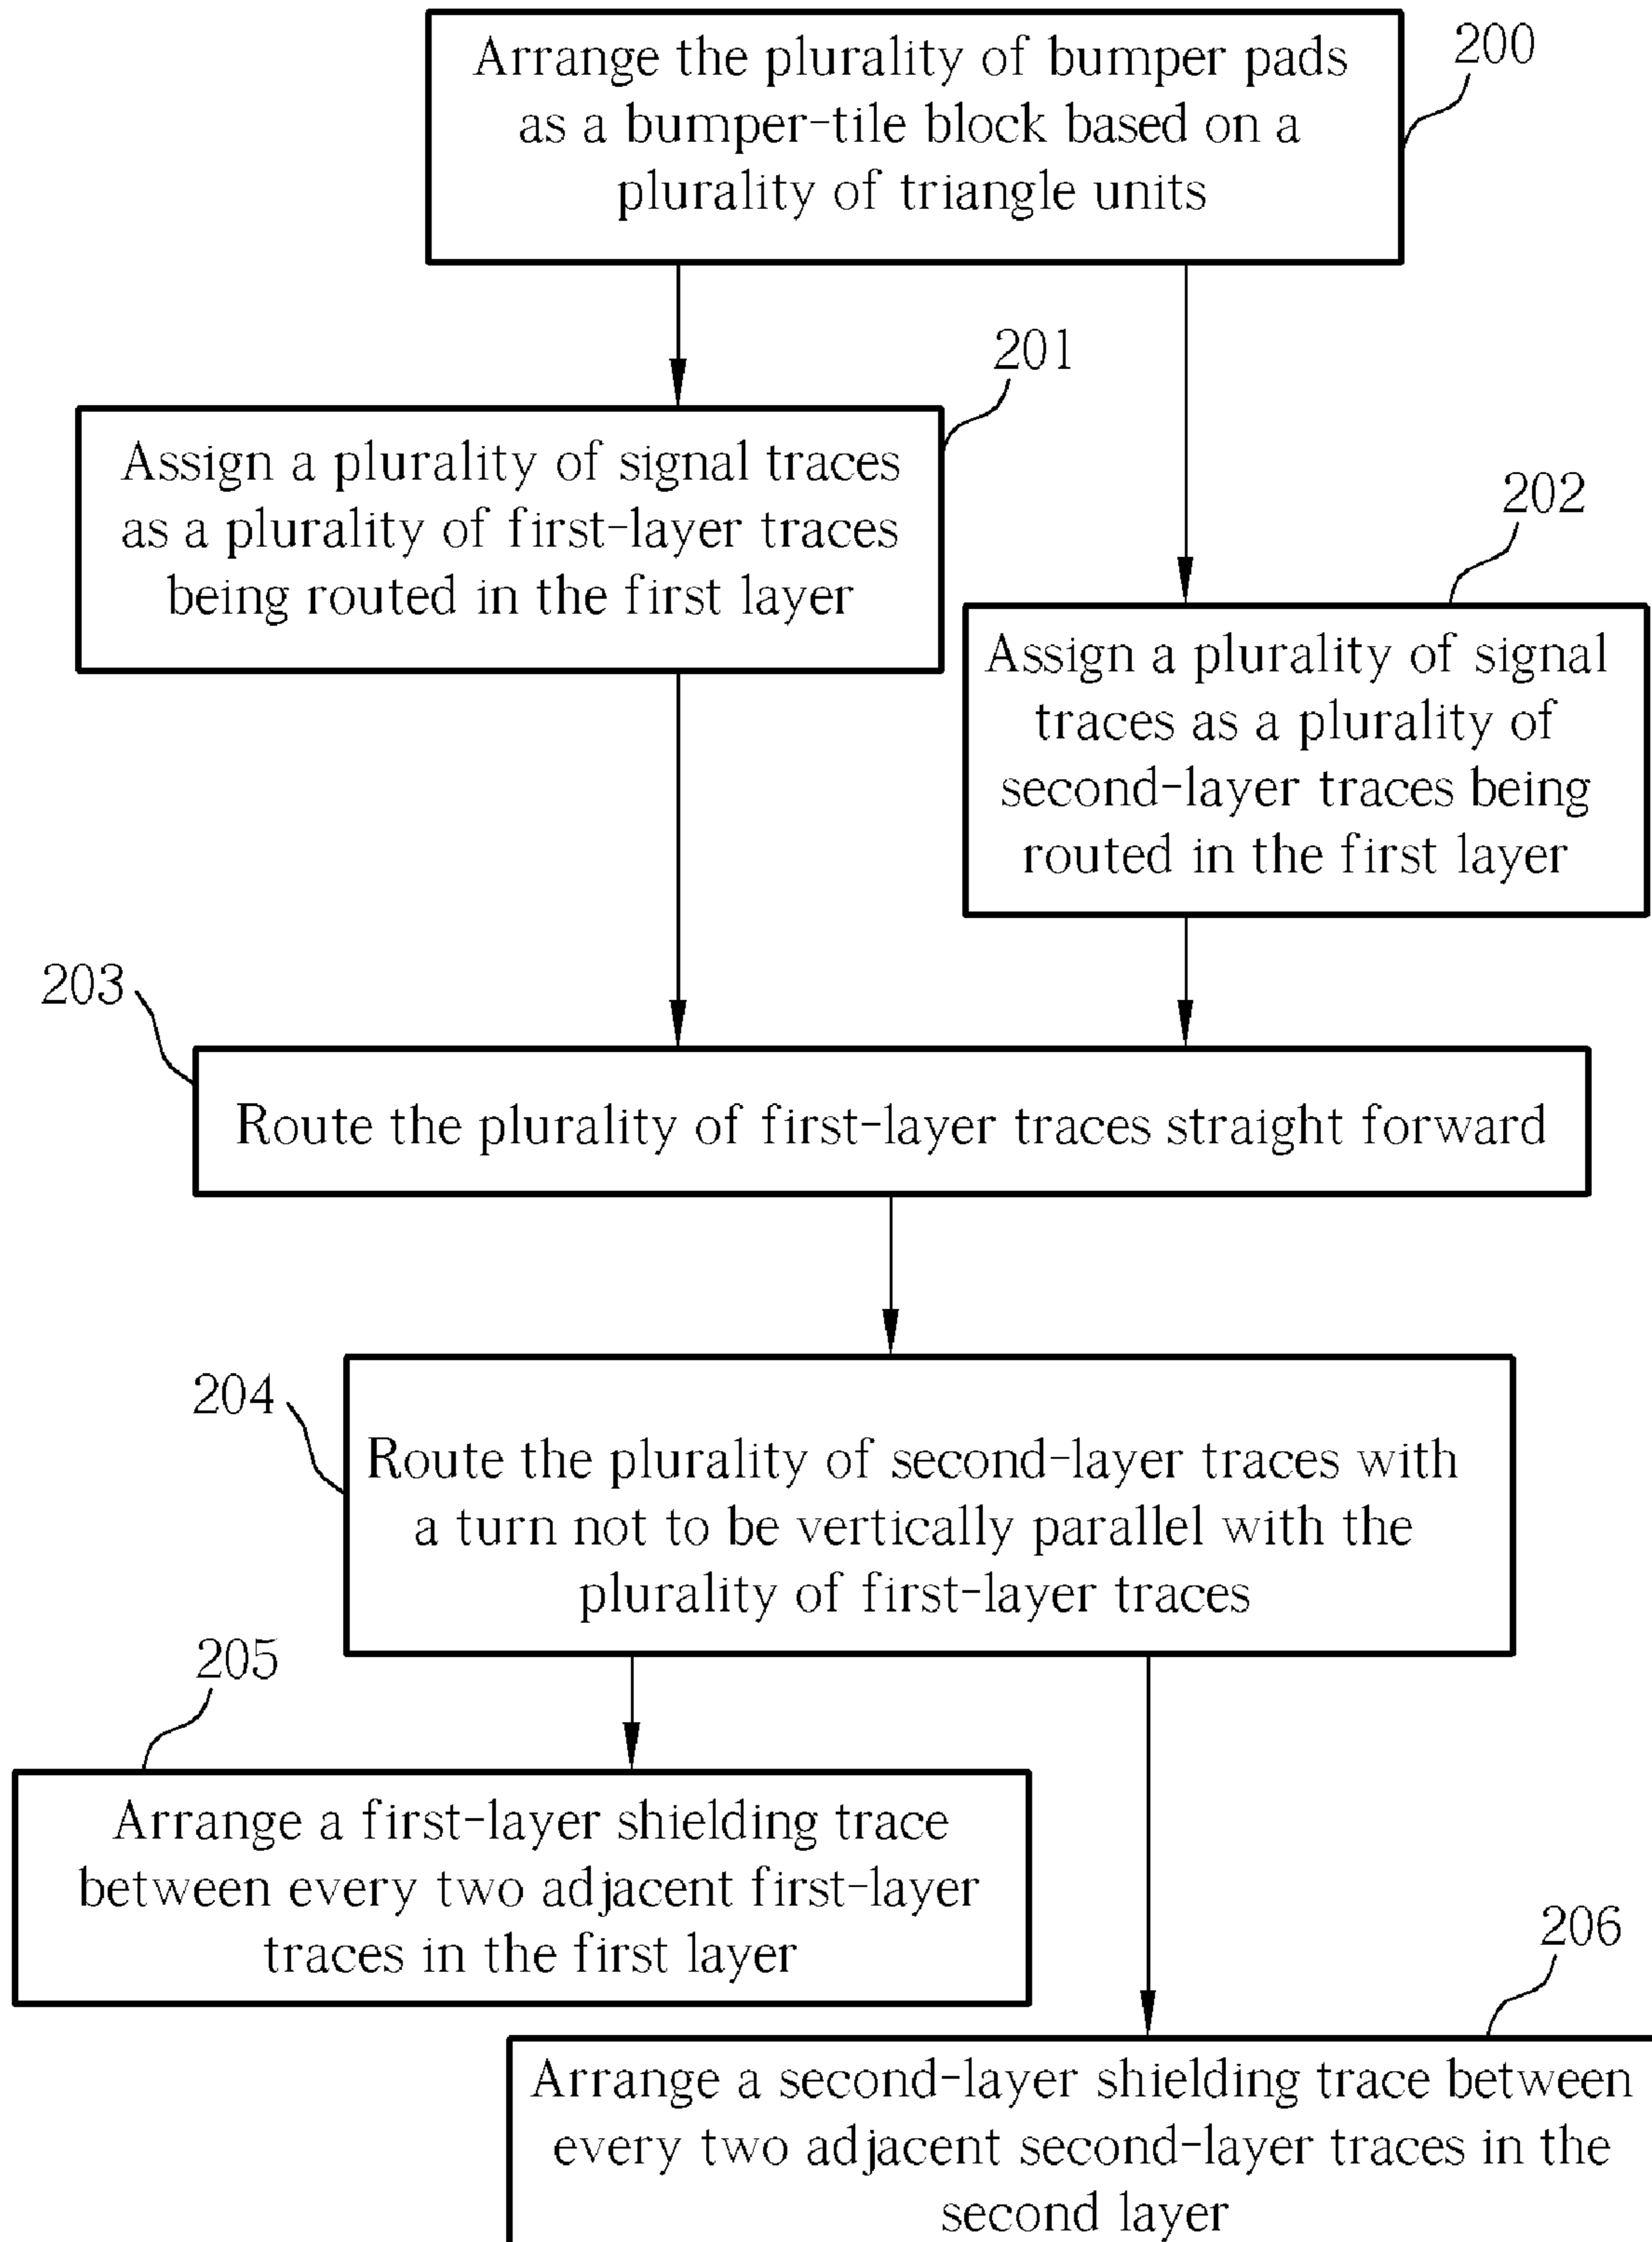 200
Arrange the plurality of bumper pads
as a bumper-tile block based on a
plurality of triangle units
201
Assign a plurality of signal traces
as a plurality of first-layer traces
being routed in the first layer
202
Assign a plurality of signal
traces as a plurality of
second-layer traces being
routed in the first layer
203
Route the plurality of first-layer traces straight forward
204
Route the plurality of second-layer traces with
a turn not to be vertically parallel with the
plurality of first-layer traces
205
Arrange a first-layer shielding trace
between every two adjacent first-layer
traces in the first layer
206
Arrange a second-layer shielding trace between
every two adjacent second-layer traces in the
second layer